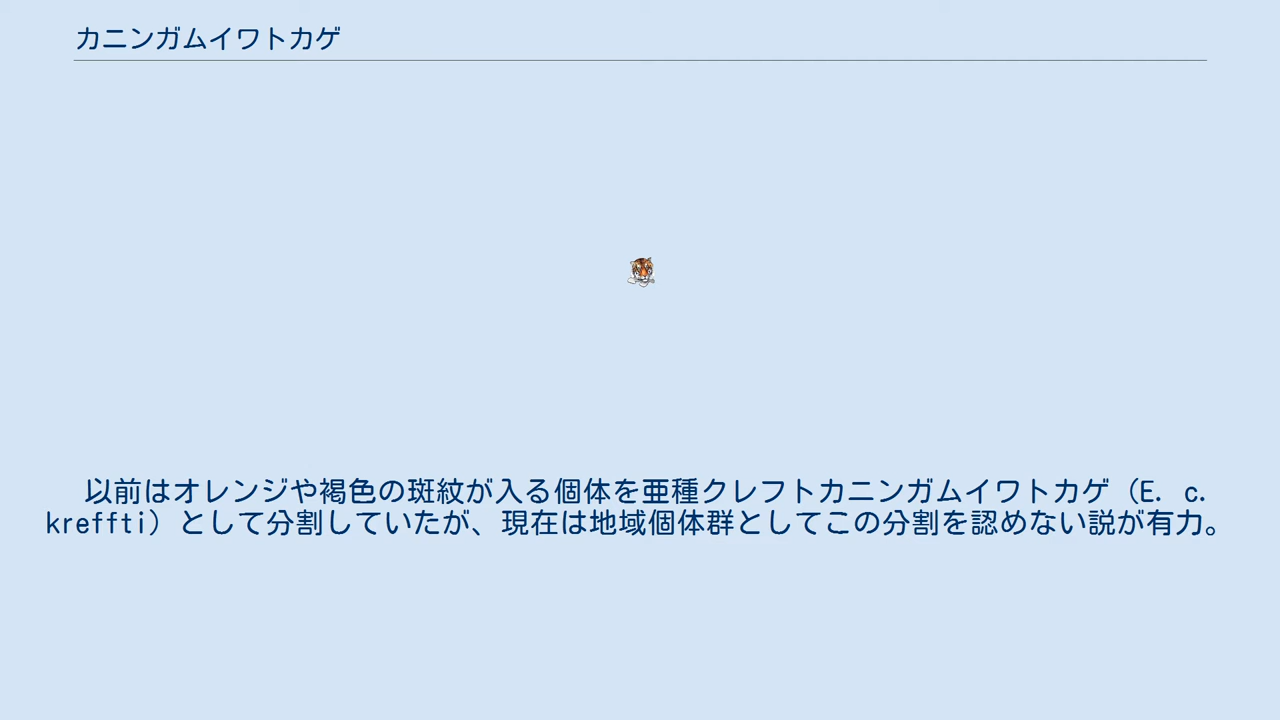 カニンガムイワトカゲ
以前はオレンジや褐色の斑紋が入る個体を亜種クレフトカニンガムイワトカゲ（E. c.
kreffti）として分割していたが、現在は地域個体群としてこの分割を認めない説が有力。